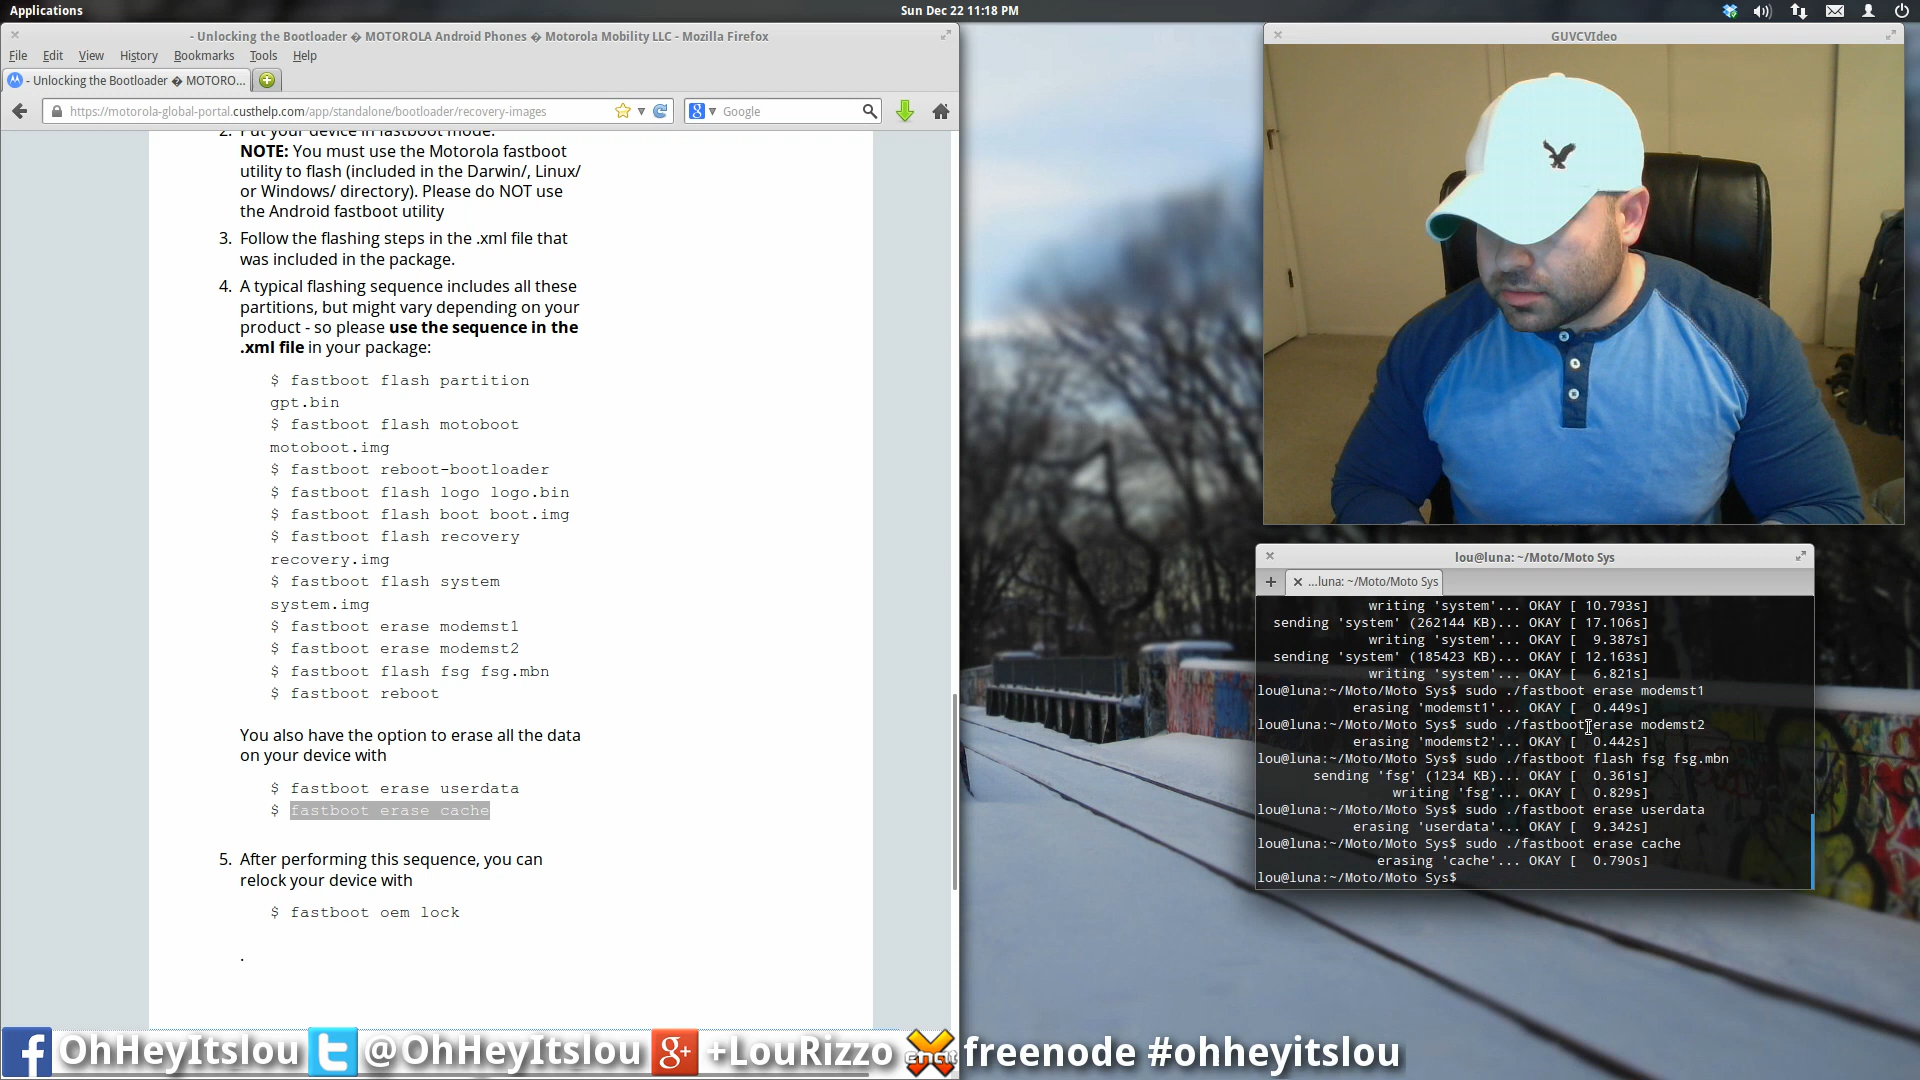 Applications
Sun Dec 22 11:18 PM
- Unlocking the Bootloader � MOTOROLA Android Phones � Motorola Mobility LLC - Mozilla Firefox
File Edit View History Bookmarks Tools Help
- Unlocking the Bootloader � MOTORO...
https://motorola-global-portal.custhelp.com/app/standalone/bootloader/recovery-images
Google
2. Put your device in fastboot mode.
NOTE: You must use the Motorola fastboot
utility to flash (included in the Darwin/, Linux/
or Windows/ directory). Please do NOT use
the Android fastboot utility
3. Follow the flashing steps in the .xml file that
was included in the package.
4. A typical flashing sequence includes all these
partitions, but might vary depending on your
product - so please use the sequence in the
.xml file in your package:
$ fastboot flash partition
gpt.bin
$ fastboot flash motoboot
motoboot.img
$ fastboot reboot-bootloader
$ fastboot flash logo logo.bin
$ fastboot flash boot boot.img
$ fastboot flash recovery
recovery.img
$ fastboot flash system
system.img
$ fastboot erase modemst1
$ fastboot erase modemst2
$ fastboot flash fsg fsg.mbn
$ fastboot reboot
You also have the option to erase all the data
on your device with
$ fastboot erase userdata
$ fastboot erase cache
5. After performing this sequence, you can
relock your device with
$ fastboot oem lock
.
GUVCVIdeo
lou@luna: ~/Moto/Moto Sys
...luna: ~/Moto/Moto Sys
writing 'system'... OKAY [ 10.793s]
sending 'system' (262144 KB)... OKAY [ 17.106s]
writing 'system'... OKAY [  9.387s]
sending 'system' (185423 KB)... OKAY [ 12.163s]
writing 'system'... OKAY [  6.821s]
lou@luna:~/Moto/Moto Sys$ sudo ./fastboot erase modemst1
erasing 'modemst1'... OKAY [  0.449s]
lou@luna:~/Moto/Moto Sys$ sudo ./fastboot erase modemst2
erasing 'modemst2'... OKAY [  0.442s]
lou@luna:~/Moto/Moto Sys$ sudo ./fastboot flash fsg fsg.mbn
sending 'fsg' (1234 KB)... OKAY [  0.361s]
writing 'fsg'... OKAY [  0.829s]
lou@luna:~/Moto/Moto Sys$ sudo ./fastboot erase userdata
erasing 'userdata'... OKAY [  9.342s]
lou@luna:~/Moto/Moto Sys$ sudo ./fastboot erase cache
erasing 'cache'... OKAY [  0.790s]
lou@luna:~/Moto/Moto Sys$
f OhHeyItslou t @OhHeyItslou g+ +LouRizzo chat freenode #ohheyitslou